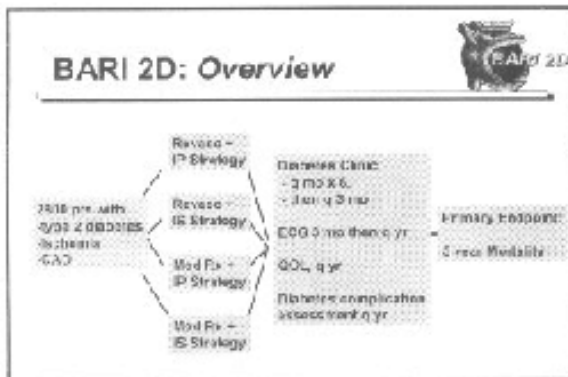 BARI 2D
BARI 2D: Overview
Revasc +
IP Strategy
Revasc +
IS Strategy
Med Rx +
IP Strategy
Med Rx +
IS Strategy
pts with
-type 2 diabetes
-Ischemia
-CAD
Diabetes Clinic:
- q mo x 6,
- then q 3 mo
ECG 3 mo then q yr
QOL, q yr
Diabetes complication
assessment q yr
Primary Endpoint:
5 year Mortality